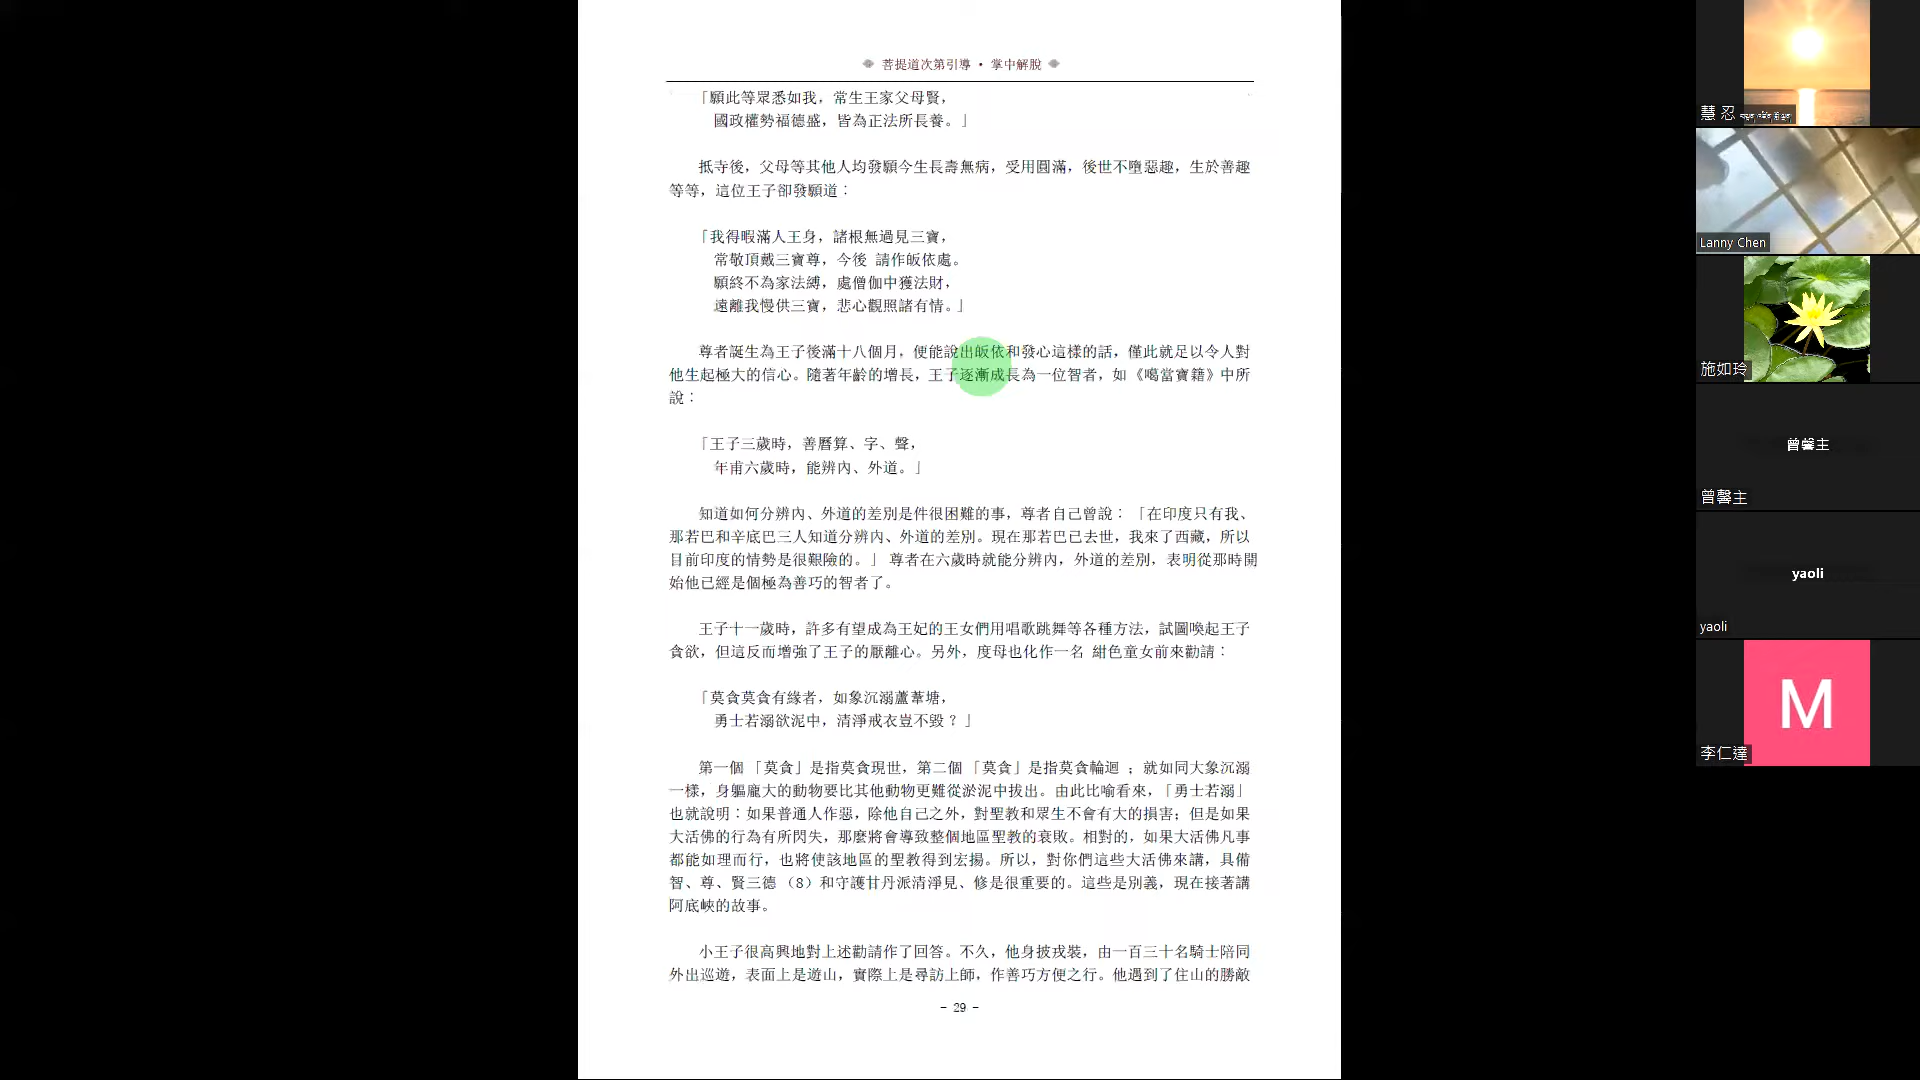 菩提道次第引導 • 掌中解脫
「願此等眾悉如我，常生王家父母賢，
國政權勢福德盛，皆為正法所長養。」
抵寺後，父母等其他人均發願今生長壽無病，受用圓滿，後世不墮惡趣，生於善趣
等等，這位王子卻發願道：
「我得暇滿人王身，諸根無過見三寶，
常敬頂戴三寶尊，今後 請作皈依處。
願終不為家法縛，處僧伽中獲法財，
遠離我慢供三寶，悲心觀照諸有情。」
尊者誕生為王子後滿十八個月，便能說出皈依和發心這樣的話，僅此就足以令人對
他生起極大的信心。隨著年齡的增長，王子逐漸成長為一位智者，如《噶當寶籍》中所
說：
「王子三歲時，善曆算、字、聲，
年甫六歲時，能辨內、外道。」
知道如何分辨內、外道的差別是件很困難的事，尊者自己曾說：「在印度只有我、
那若巴和辛底巴三人知道分辨內、外道的差別。現在那若巴已去世，我來了西藏，所以
目前印度的情勢是很艱險的。」 尊者在六歲時就能分辨內，外道的差別，表明從那時開
始他已經是個極為善巧的智者了。
王子十一歲時，許多有望成為王妃的王女們用唱歌跳舞等各種方法，試圖喚起王子
貪欲，但這反而增強了王子的厭離心。另外，度母也化作一名 紺色童女前來勸請：
「莫貪莫貪有緣者，如象沉溺蘆葦塘，
勇士若溺欲泥中，清淨戒衣豈不毀？」
第一個「莫貪」是指莫貪現世，第二個「莫貪」是指莫貪輪迴 ；就如同大象沉溺
一樣，身軀龐大的動物要比其他動物更難從淤泥中拔出。由此比喻看來，「勇士若溺」
也就說明：如果普通人作惡，除他自己之外，對聖教和眾生不會有大的損害；但是如果
大活佛的行為有所閃失，那麼將會導致整個地區聖教的衰敗。相對的，如果大活佛凡事
都能如理而行，也將使該地區的聖教得到宏揚。所以，對你們這些大活佛來講，具備
智、尊、賢三德（8）和守護甘丹派清淨見、修是很重要的。這些是別義，現在接著講
阿底峽的故事。
小王子很高興地對上述勸請作了回答。不久，他身披戎裝，由一百三十名騎士陪同
外出巡遊，表面上是遊山，實際上是尋訪上師，作善巧方便之行。他遇到了住山的勝敵
- 29 -
慧 忍
Lanny Chen
施如玲
曾馨主
曾馨主
yaoli
yaoli
M
李仁達